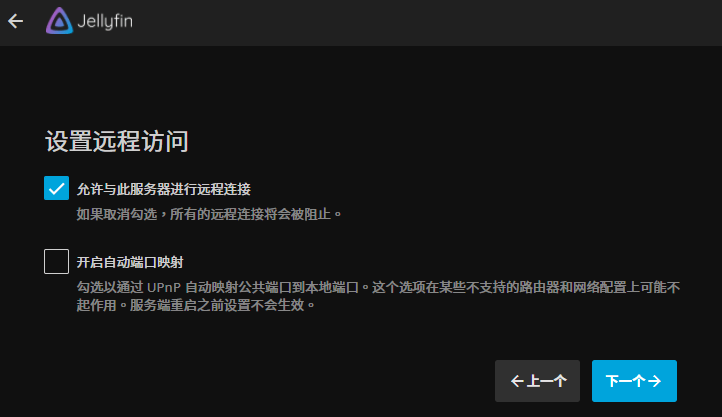 Jellyfin
设置远程访问
允许与此服务器进行远程连接
如果取消勾选，所有的远程连接将会被阻止。
开启自动端口映射
勾选以通过 UPnP 自动映射公共端口到本地端口。这个选项在某些不支持的路由器和网络配置上可能不
起作用。服务端重启之前设置不会生效。
上一个 下一个